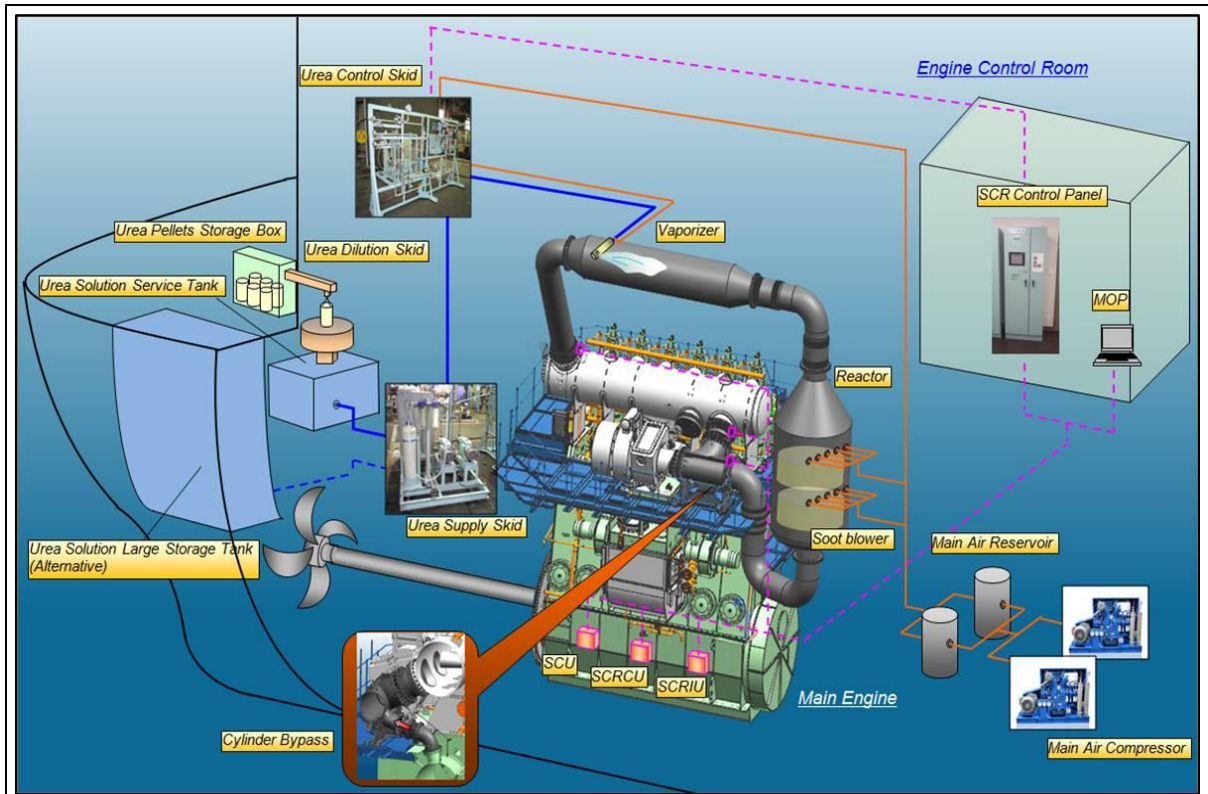 Urea Control Skid
Engine Control Room
SCR Control Panel
Urea Pellets Storage Box
Urea Dilution Skid
Vaporizer
Urea Solution Service Tank
MOP
Reactor
Urea Supply Skid
Soot blower
Main Air Reservoir
Urea Solution Large Storage Tank
(Alternative)
SCU
SCRCU
SCRIU
Main Engine
Cylinder Bypass
Main Air Compressor